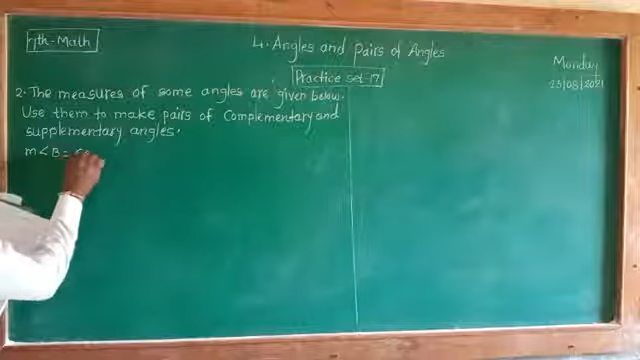 7th-Math
4. Angles and Pairs of Angles
Practice set-17
Monday
23/08/2021
2. The measures of some angles are given below.
Use them to make pairs of Complementary and
supplementary angles.
m<B=